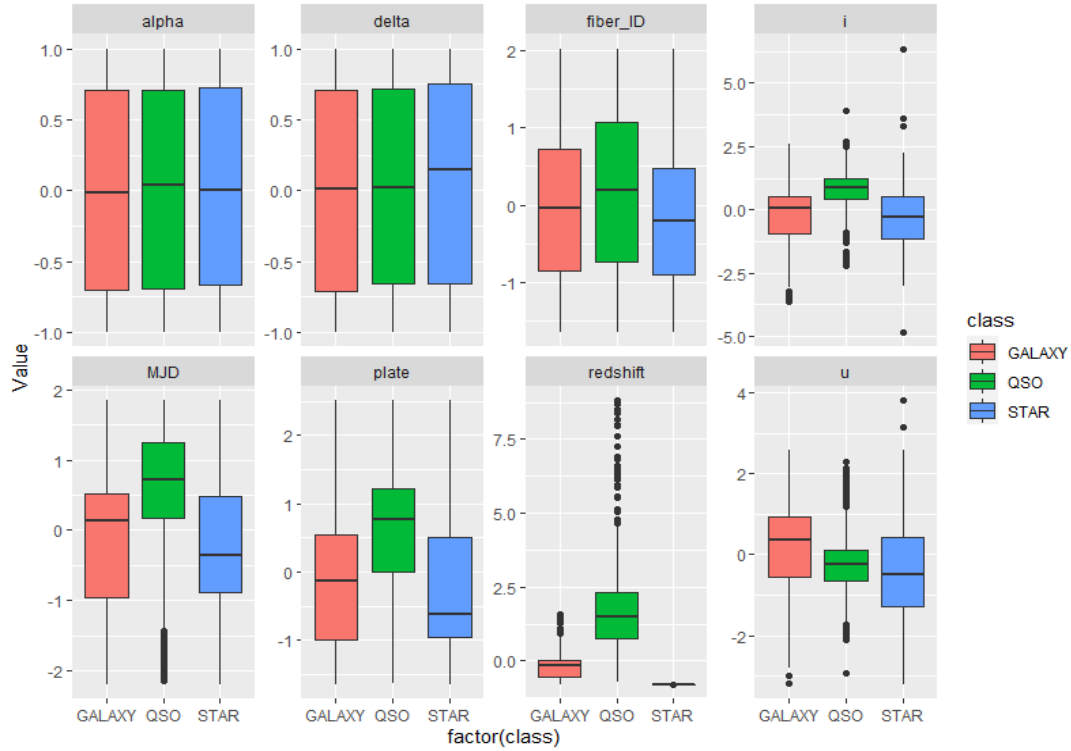 alpha
delta
fiber_ID
i
1.0
0.5
0.0
-0.5
-1.0
1.0
0.5
0.0
-0.5
-1.0
2
1
0
-1
5.0
2.5
0.0
-2.5
-5.0
MJD
plate
redshift
u
2
1
0
-1
-2
2
1
0
-1
7.5
5.0
2.5
0.0
4
2
0
-2
GALAXY QSO STAR
GALAXY QSO STAR
GALAXY QSO STAR
GALAXY QSO STAR
factor(class)
Value
class
GALAXY
QSO
STAR